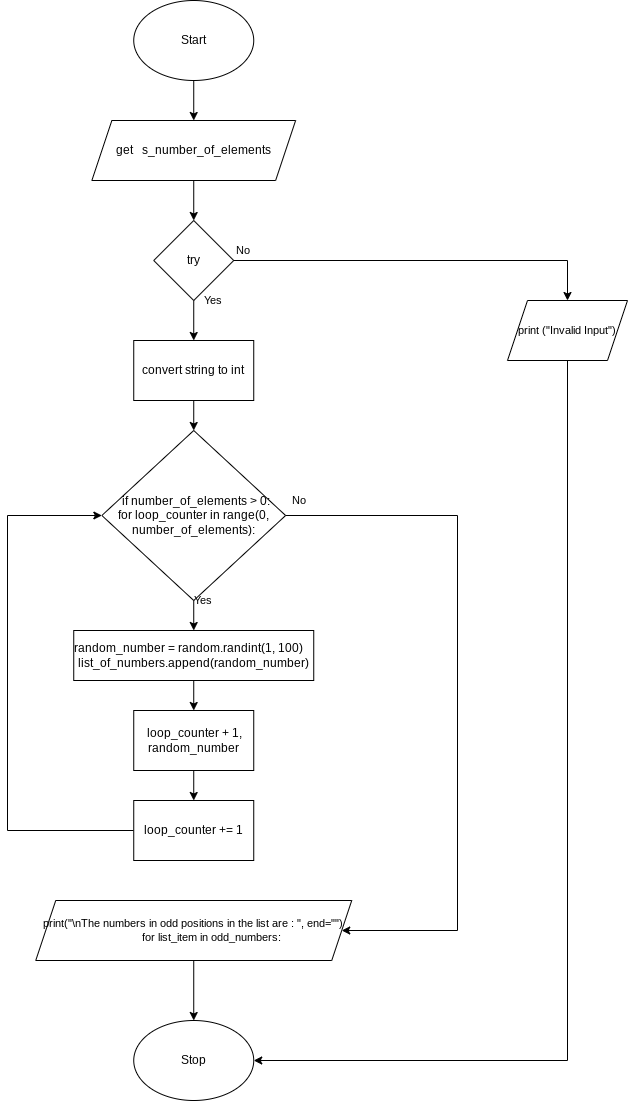 Start
get   s_number_of_elements
try
No
Yes
print ("Invalid Input")
convert string to int
if number_of_elements > 0:
for loop_counter in range(0,
number_of_elements):
No
Yes
random_number = random.randint(1, 100)
list_of_numbers.append(random_number)
loop_counter + 1,
random_number
loop_counter += 1
print("\nThe numbers in odd positions in the list are : ", end="")
for list_item in odd_numbers:
Stop